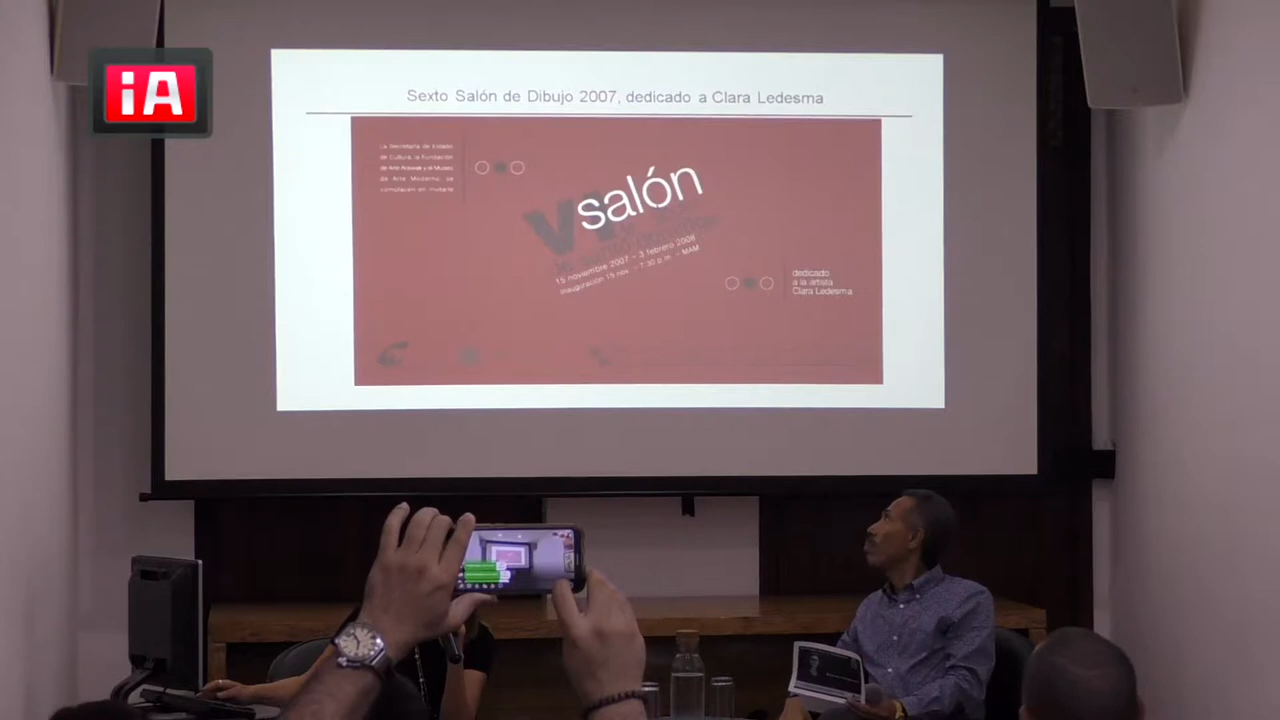 iA
Sexto Salón de Dibujo 2007, dedicado a Clara Ledesma
La Secretaría de Estado
de Cultura, la Fundación
de Arte Arawak y el Museo
de Arte Moderno, se
complacen en invitarle
VI
salón
15 noviembre 2007 - 3 febrero 2008
inauguración 15 nov. - 7:30 p.m. - MAM
dedicado
a la artista
Clara Ledesma